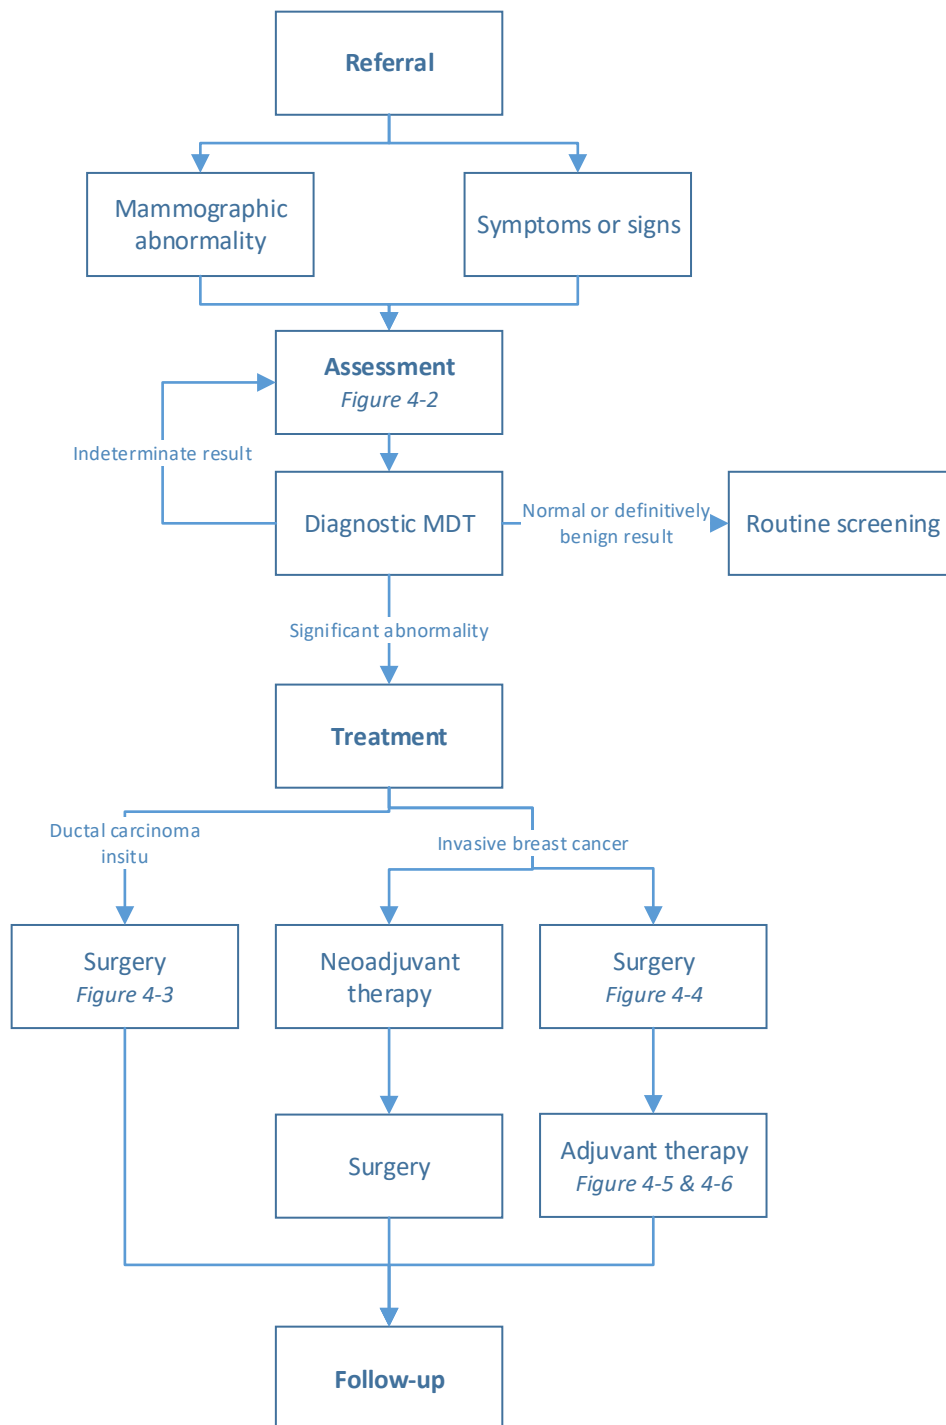 Referral
Mammographic
abnormality
Symptoms or signs
Assessment
Figure 4-2
Indeterminate result
Diagnostic MDT
Normal or definitively
benign result
Routine screening
Significant abnormality
Treatment
Ductal carcinoma
insitu
Invasive breast cancer
Surgery
Figure 4-3
Neoadjuvant
therapy
Surgery
Figure 4-4
Surgery
Adjuvant therapy
Figure 4-5 & 4-6
Follow-up